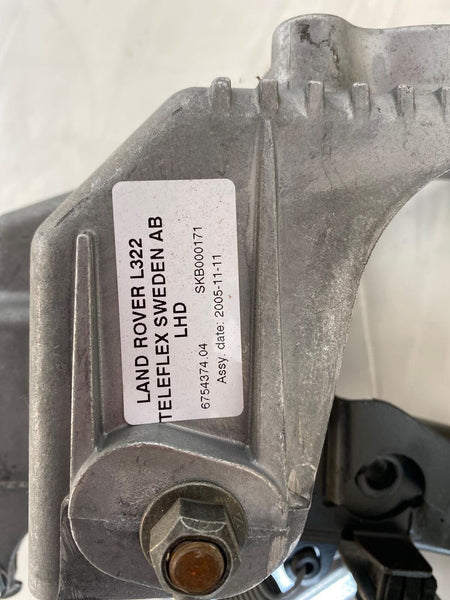 LAND ROVER L322
TELEFLEX SWEDEN AB
LHD
6754374.04 SKB000171
Assy. date: 2005-11-11